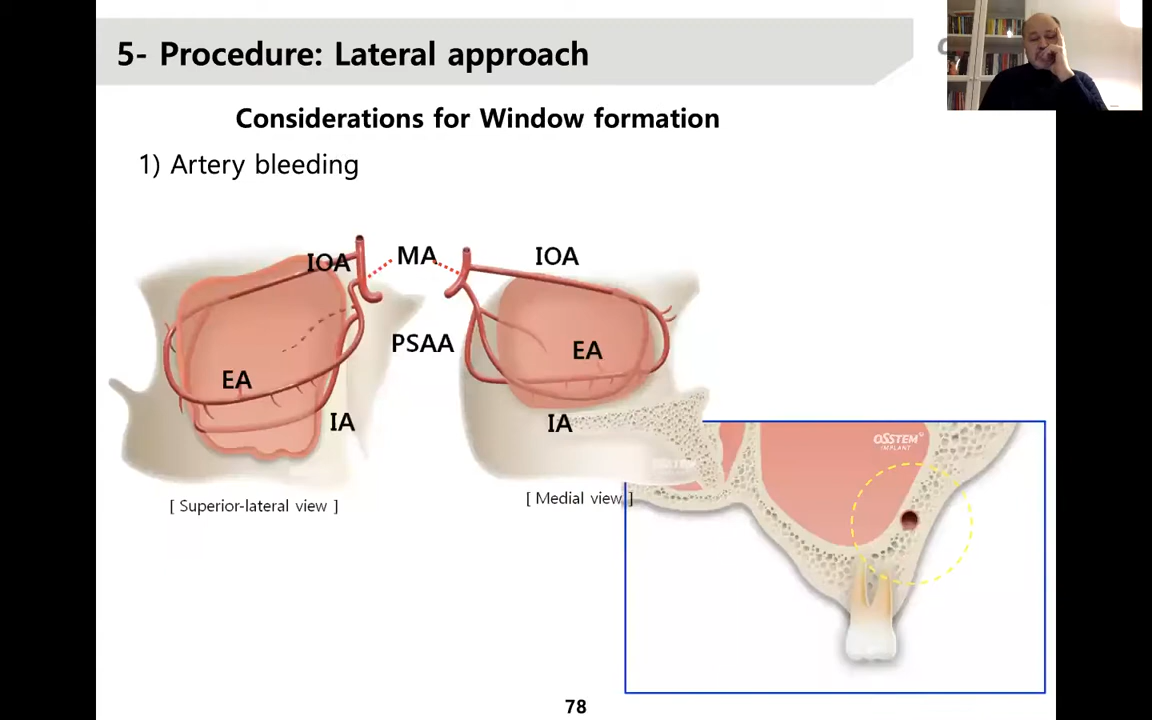 5- Procedure: Lateral approach
Considerations for Window formation
1) Artery bleeding
IOA
MA
IOA
PSAA
EA
EA
IA
IA
[ Superior-lateral view ]
[ Medial view ]
OSSTEM
IMPLANT
78